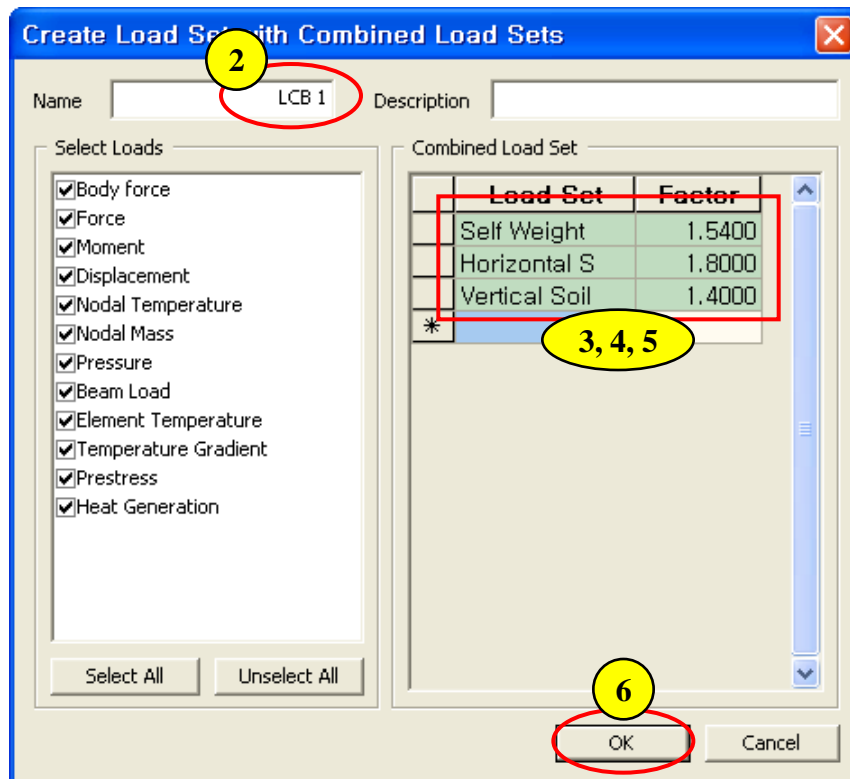 Create Load Set with Combined Load Sets
2
Name LCB 1 Description
Select Loads
Body force
Force
Moment
Displacement
Nodal Temperature
Nodal Mass
Pressure
Beam Load
Element Temperature
Temperature Gradient
Prestress
Heat Generation
Select All Unselect All
Combined Load Set
Load Set Factor
Self Weight 1.5400
Horizontal S 1.8000
Vertical Soil 1.4000
*
3, 4, 5
6
OK Cancel